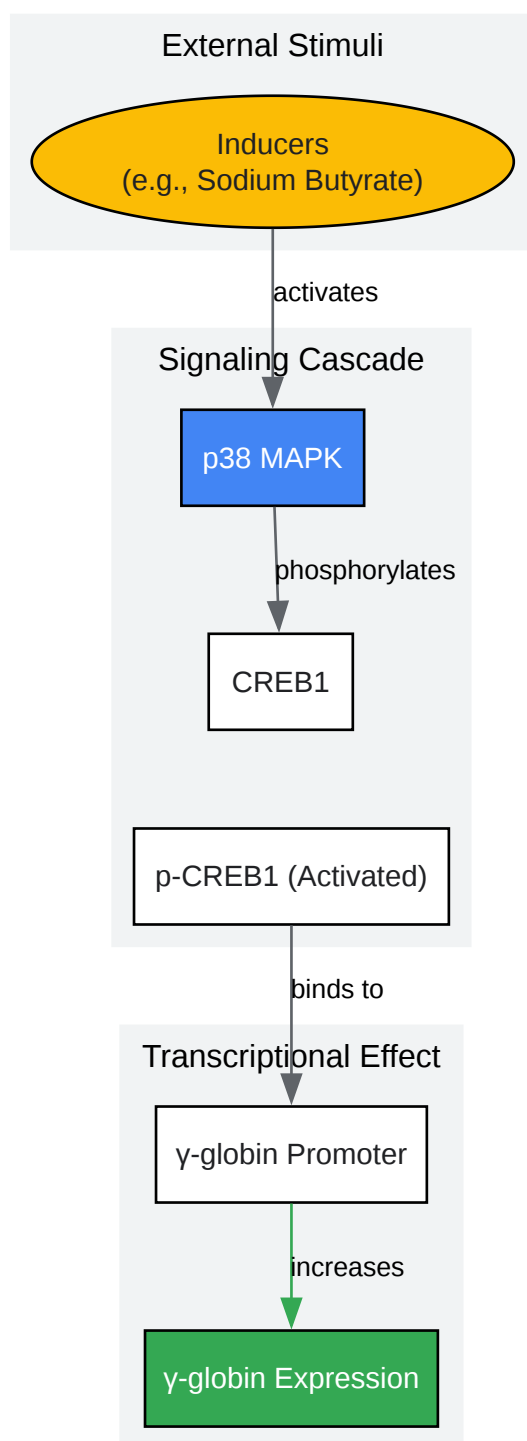 External Stimuli
Inducers
(e.g., Sodium Butyrate)
activates
Signaling Cascade
p38 MAPK
phosphorylates
CREB1
p-CREB1 (Activated)
binds to
Transcriptional Effect
γ-globin Promoter
increases
γ-globin Expression